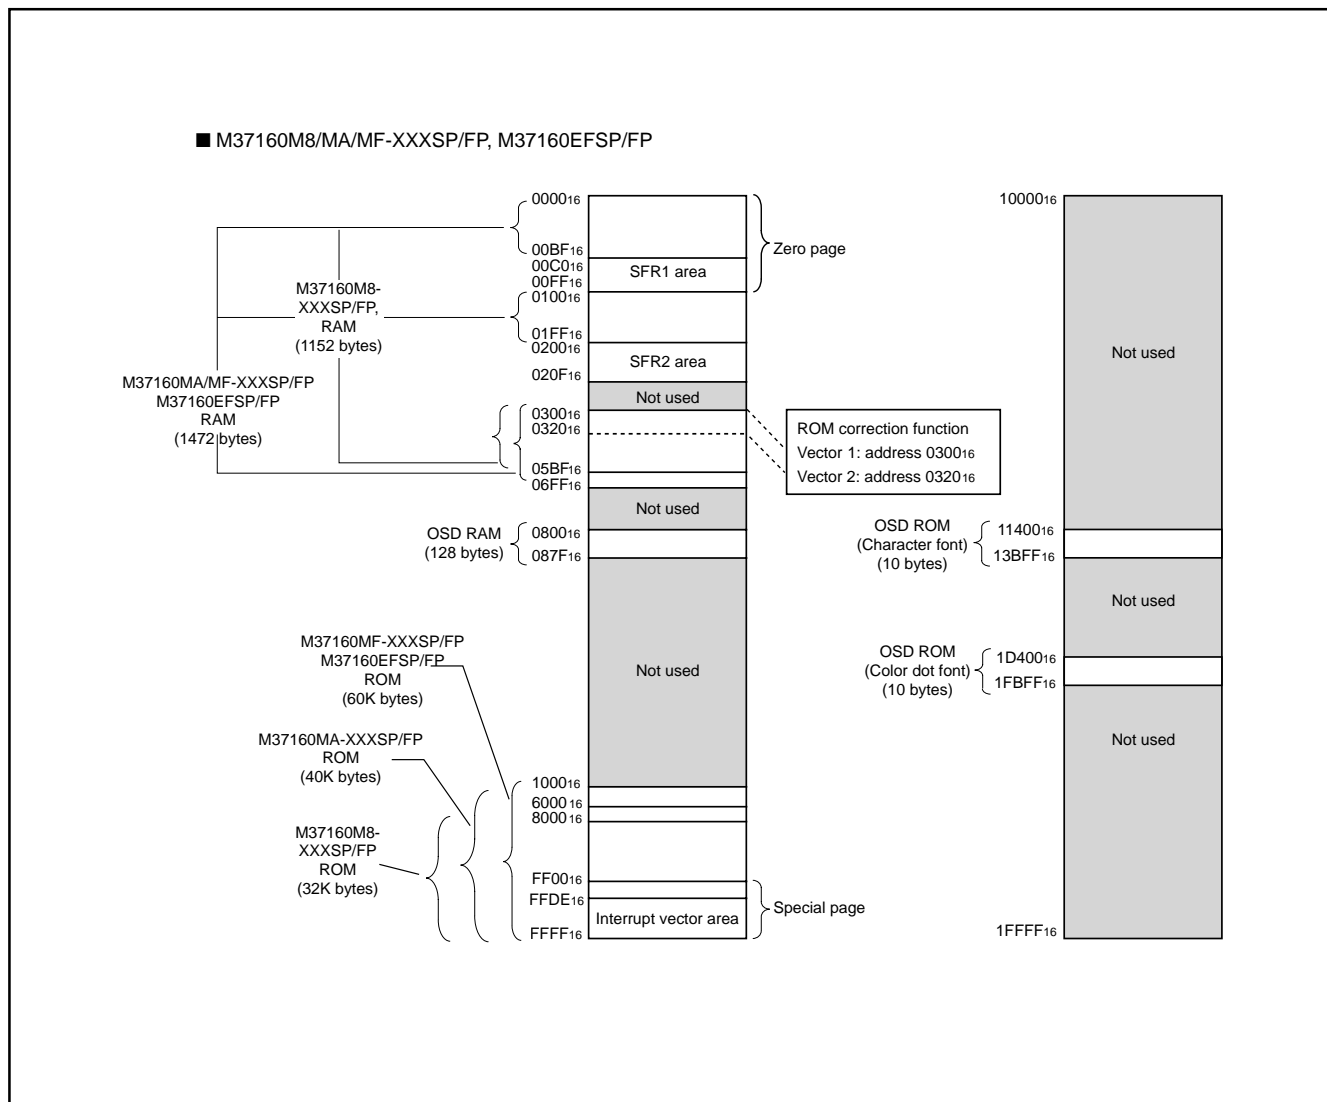 ■ M37160M8/MA/MF-XXXSP/FP, M37160EFSP/FP
0000₁₆
00BF₁₆
00C0₁₆
00FF₁₆
0100₁₆
01FF₁₆
0200₁₆
020F₁₆
0300₁₆
0320₁₆
05BF₁₆
06FF₁₆
0800₁₆
087F₁₆
1000₁₆
6000₁₆
8000₁₆
FF00₁₆
FFDE₁₆
FFFF₁₆
SFR1 area
SFR2 area
Not used
Not used
Not used
Interrupt vector area
Zero page
Special page
M37160M8-
XXXSP/FP,
RAM
(1152 bytes)
M37160MA/MF-XXXSP/FP
M37160EFSP/FP
RAM
(1472 bytes)
OSD RAM
(128 bytes)
M37160MF-XXXSP/FP
M37160EFSP/FP
ROM
(60K bytes)
M37160MA-XXXSP/FP
ROM
(40K bytes)
M37160M8-
XXXSP/FP
ROM
(32K bytes)
ROM correction function
Vector 1: address 0300₁₆
Vector 2: address 0320₁₆
10000₁₆
Not used
OSD ROM
(Character font)
(10 bytes)
11400₁₆
13BFF₁₆
Not used
OSD ROM
(Color dot font)
(10 bytes)
1D400₁₆
1FBFF₁₆
Not used
1FFFF₁₆